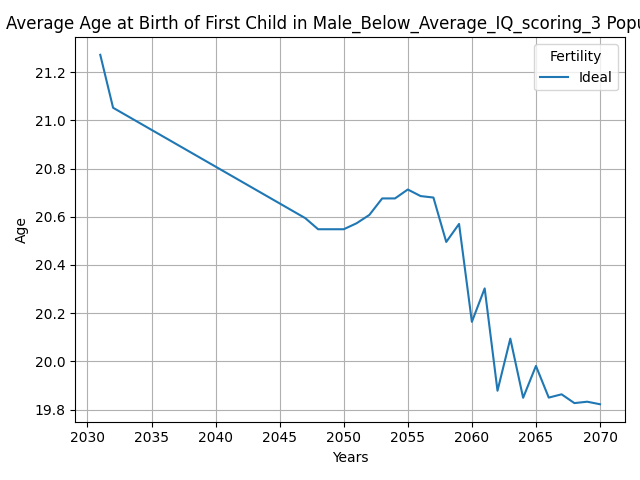 Average Age at Birth of First Child in Male_Below_Average_IQ_scoring_3 Popu
Fertility
Ideal
21.2
21.0
20.8
20.6
20.4
20.2
20.0
19.8
Age
2030 2035 2040 2045 2050 2055 2060 2065 2070
Years